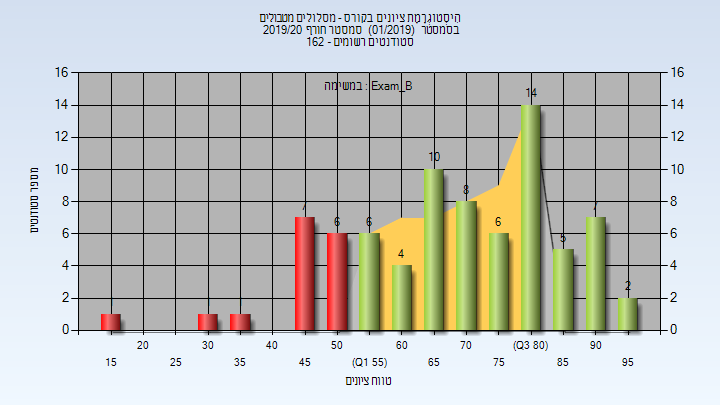 היסטוגרמת ציונים בקורס - מסלולים מטבולים
בסמסטר (01/2019) סמסטר חורף 2019/20
סטודנטים רשומים - 162
במשימה : Exam_B
מספר סטודנטים
16 14 12 10 8 6 4 2 0
16 14 12 10 8 6 4 2 0
1 1 1 7 6 6 4 10 8 6 14 5 7 2
20 30 40 50 60 70 (Q3 80) 90
15 25 35 45 (Q1 55) 65 75 85 95
טווח ציונים